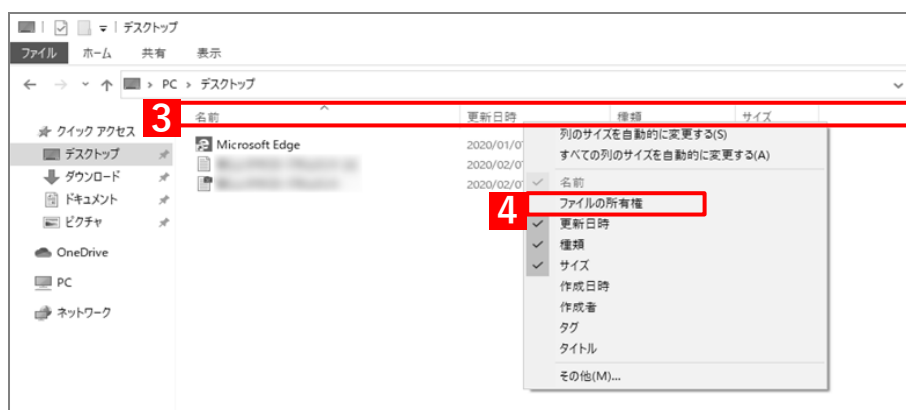 デスクトップ
ファイル ホーム 共有 表示
PC › デスクトップ
3
名前 更新日時 種類 サイズ
クイック アクセス
デスクトップ
ダウンロード
ドキュメント
ピクチャ
OneDrive
PC
ネットワーク
Microsoft Edge 2020/01/0
2020/02/0
2020/02/0
列のサイズを自動的に変更する(S)
すべての列のサイズを自動的に変更する(A)
名前
4
ファイルの所有権
更新日時
種類
サイズ
作成日時
作成者
タグ
タイトル
その他(M)...